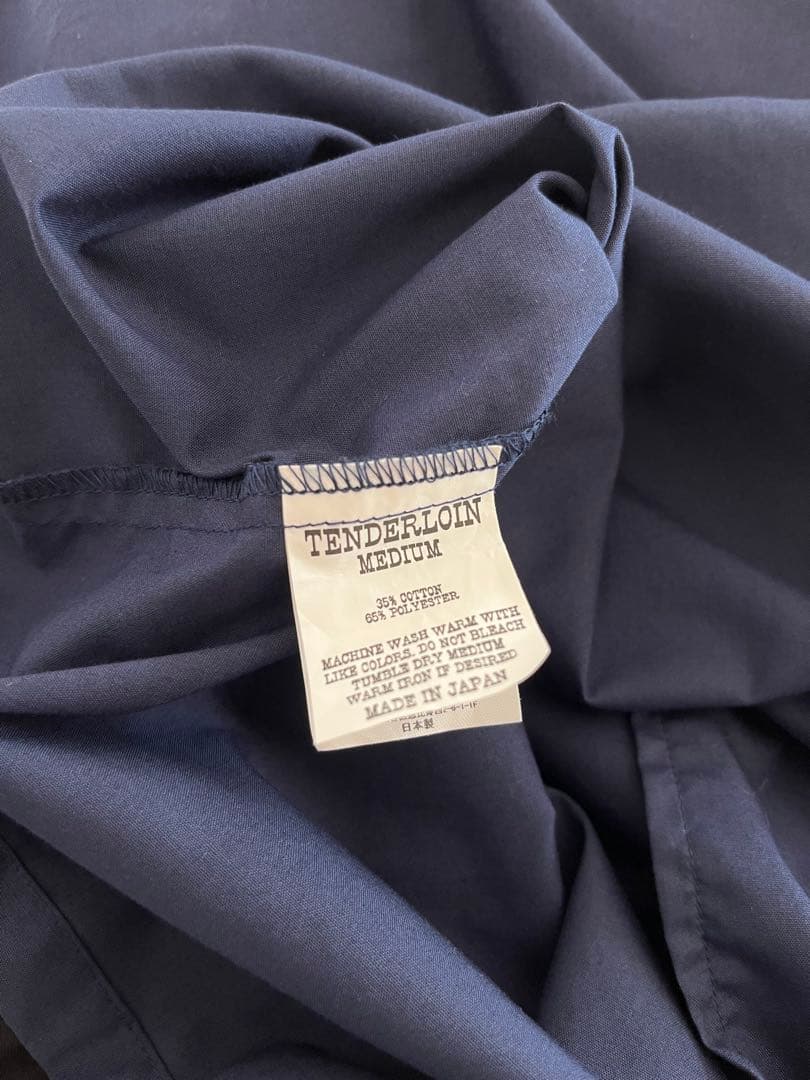 TENDERLOIN
MEDIUM
35% COTTON
65% POLYESTER
MACHINE WASH WARM WITH
LIKE COLORS. DO NOT BLEACH
TUMBLE DRY MEDIUM
WARM IRON IF DESIRED
MADE IN JAPAN
日本製